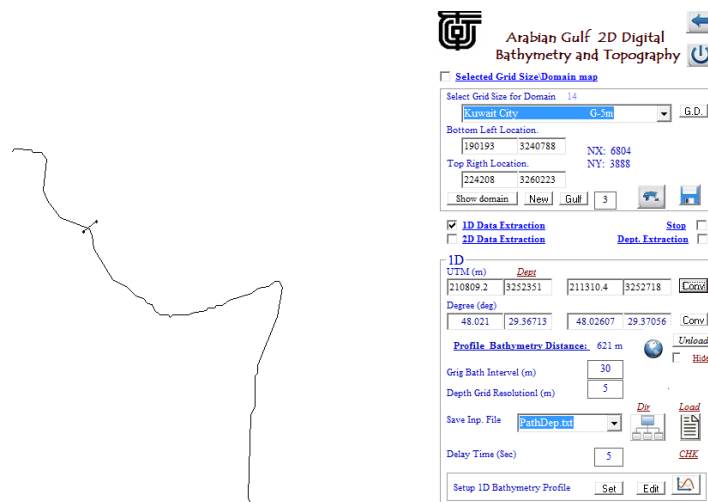 Arabian Gulf 2D Digital
Bathymetry and Topography
Selected Grid Size\Domain map
Select Grid Size for Domain 14
Kuwait City G-5m G.D.
Bottom Left Location.
190193 3240788 NX: 6804
Top Rigth Location. NY: 3888
224208 3260223
Show domain New Gulf 3
1D Data Extraction Stop
2D Data Extraction Dept. Extraction
1D
UTM (m) Dept
210809.2 3252351 211310.4 3252718 Conv
Degree (deg)
48.021 29.36713 48.02607 29.37056 Conv
Profile Bathymetry Distance: 621 m Unload
Hide
Grig Bath Intervel (m) 30
Depth Grid Resolutionl (m) 5
Dir Load
Save Inp. File PathDep.txt
Delay Time (Sec) 5 CHK
Setup 1D Bathymetry Profile Set Edit